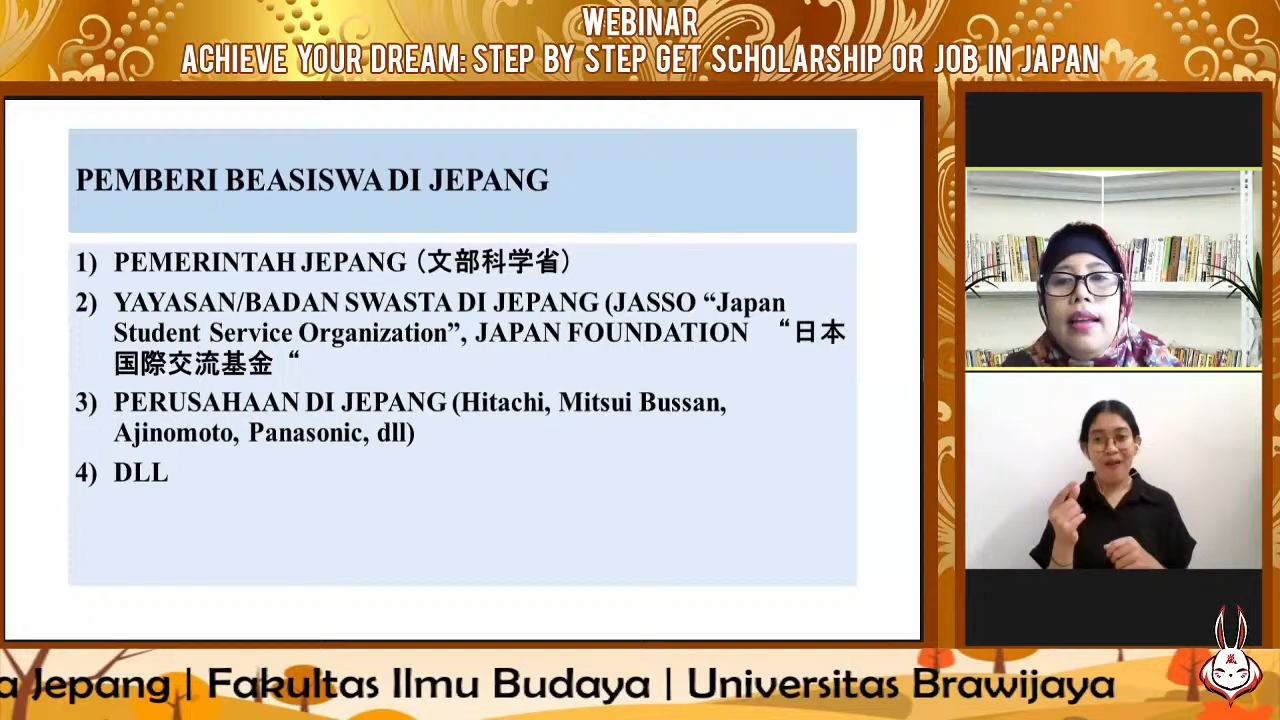 WEBINAR
ACHIEVE YOUR DREAM: STEP BY STEP GET SCHOLARSHIP OR JOB IN JAPAN
PEMBERI BEASISWA DI JEPANG
1) PEMERINTAH JEPANG (文部科学省)
2) YAYASAN/BADAN SWASTA DI JEPANG (JASSO “Japan
Student Service Organization”, JAPAN FOUNDATION “日本
国際交流基金“
3) PERUSAHAAN DI JEPANG (Hitachi, Mitsui Bussan,
Ajinomoto, Panasonic, dll)
4) DLL
a Jepang | Fakultas Ilmu Budaya | Universitas Brawijaya